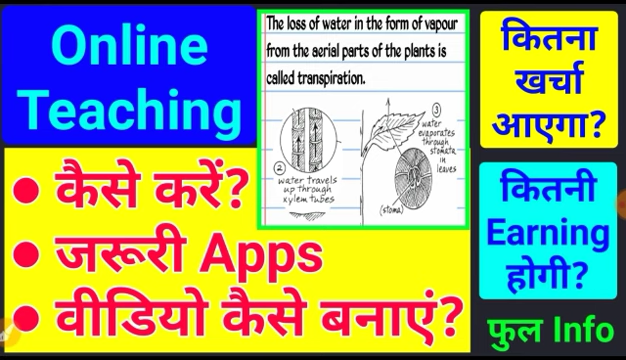 Online
Teaching
The loss of water in the form of vapour
from the aerial parts of the plants is
called transpiration.
②
water travels
up through
xylem tubes
③
water
evaporates
through
stomata
in
leaves
(stoma)
कितना
खर्चा
आएगा?
• कैसे करें?
• जरूरी Apps
• वीडियो कैसे बनाएं?
कितनी
Earning
होगी?
फुल Info